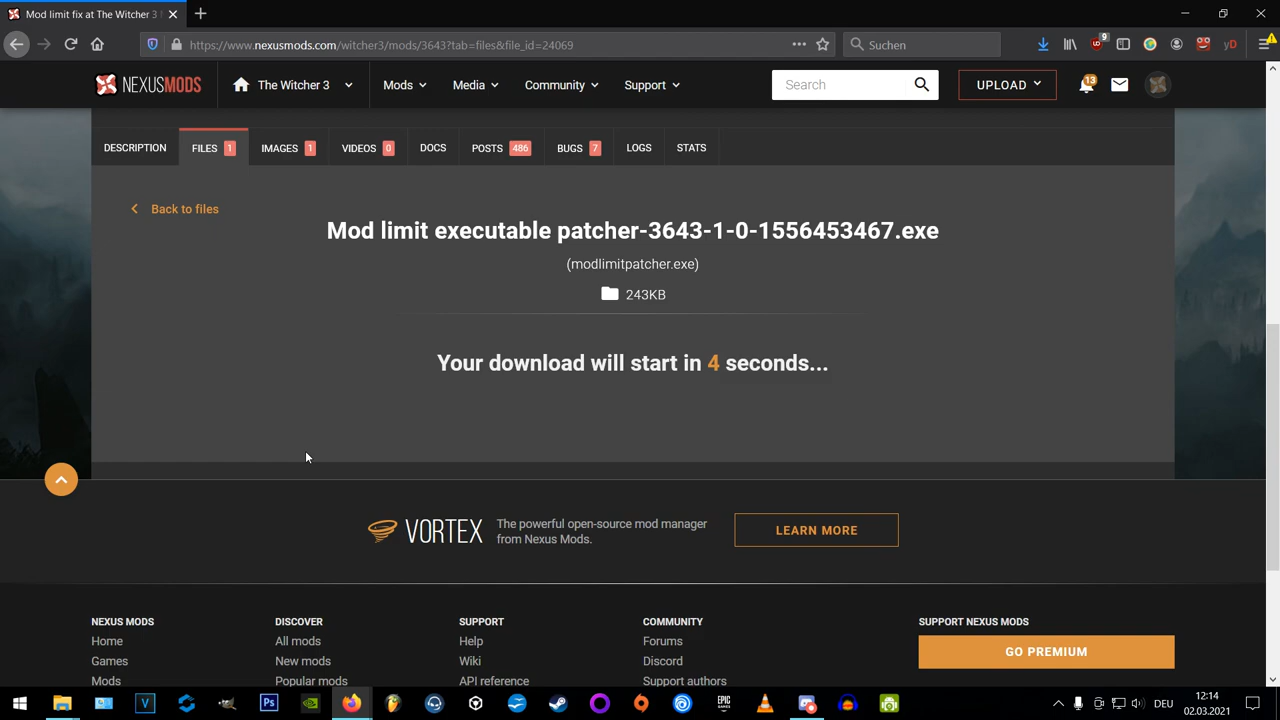 Mod limit fix at The Witcher 3
https://www.nexusmods.com/witcher3/mods/3643?tab=files&file_id=24069
Suchen
9
NEXUSMODS
The Witcher 3
Mods
Media
Community
Support
Search
UPLOAD
13
DESCRIPTION
FILES 1
IMAGES 1
VIDEOS 0
DOCS
POSTS 486
BUGS 7
LOGS
STATS
Back to files
Mod limit executable patcher-3643-1-0-1556453467.exe
(modlimitpatcher.exe)
243KB
Your download will start in 4 seconds...
VORTEX
The powerful open-source mod manager
from Nexus Mods.
LEARN MORE
NEXUS MODS
Home
Games
Mods
DISCOVER
All mods
New mods
Popular mods
SUPPORT
Help
Wiki
API reference
COMMUNITY
Forums
Discord
Support authors
SUPPORT NEXUS MODS
GO PREMIUM
DEU
12:14
02.03.2021